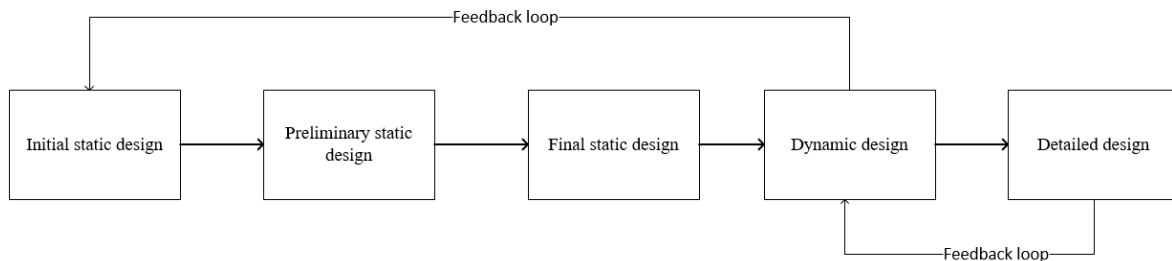 Feedback loop
Initial static design
Preliminary static
design
Final static design
Dynamic design
Detailed design
Feedback loop